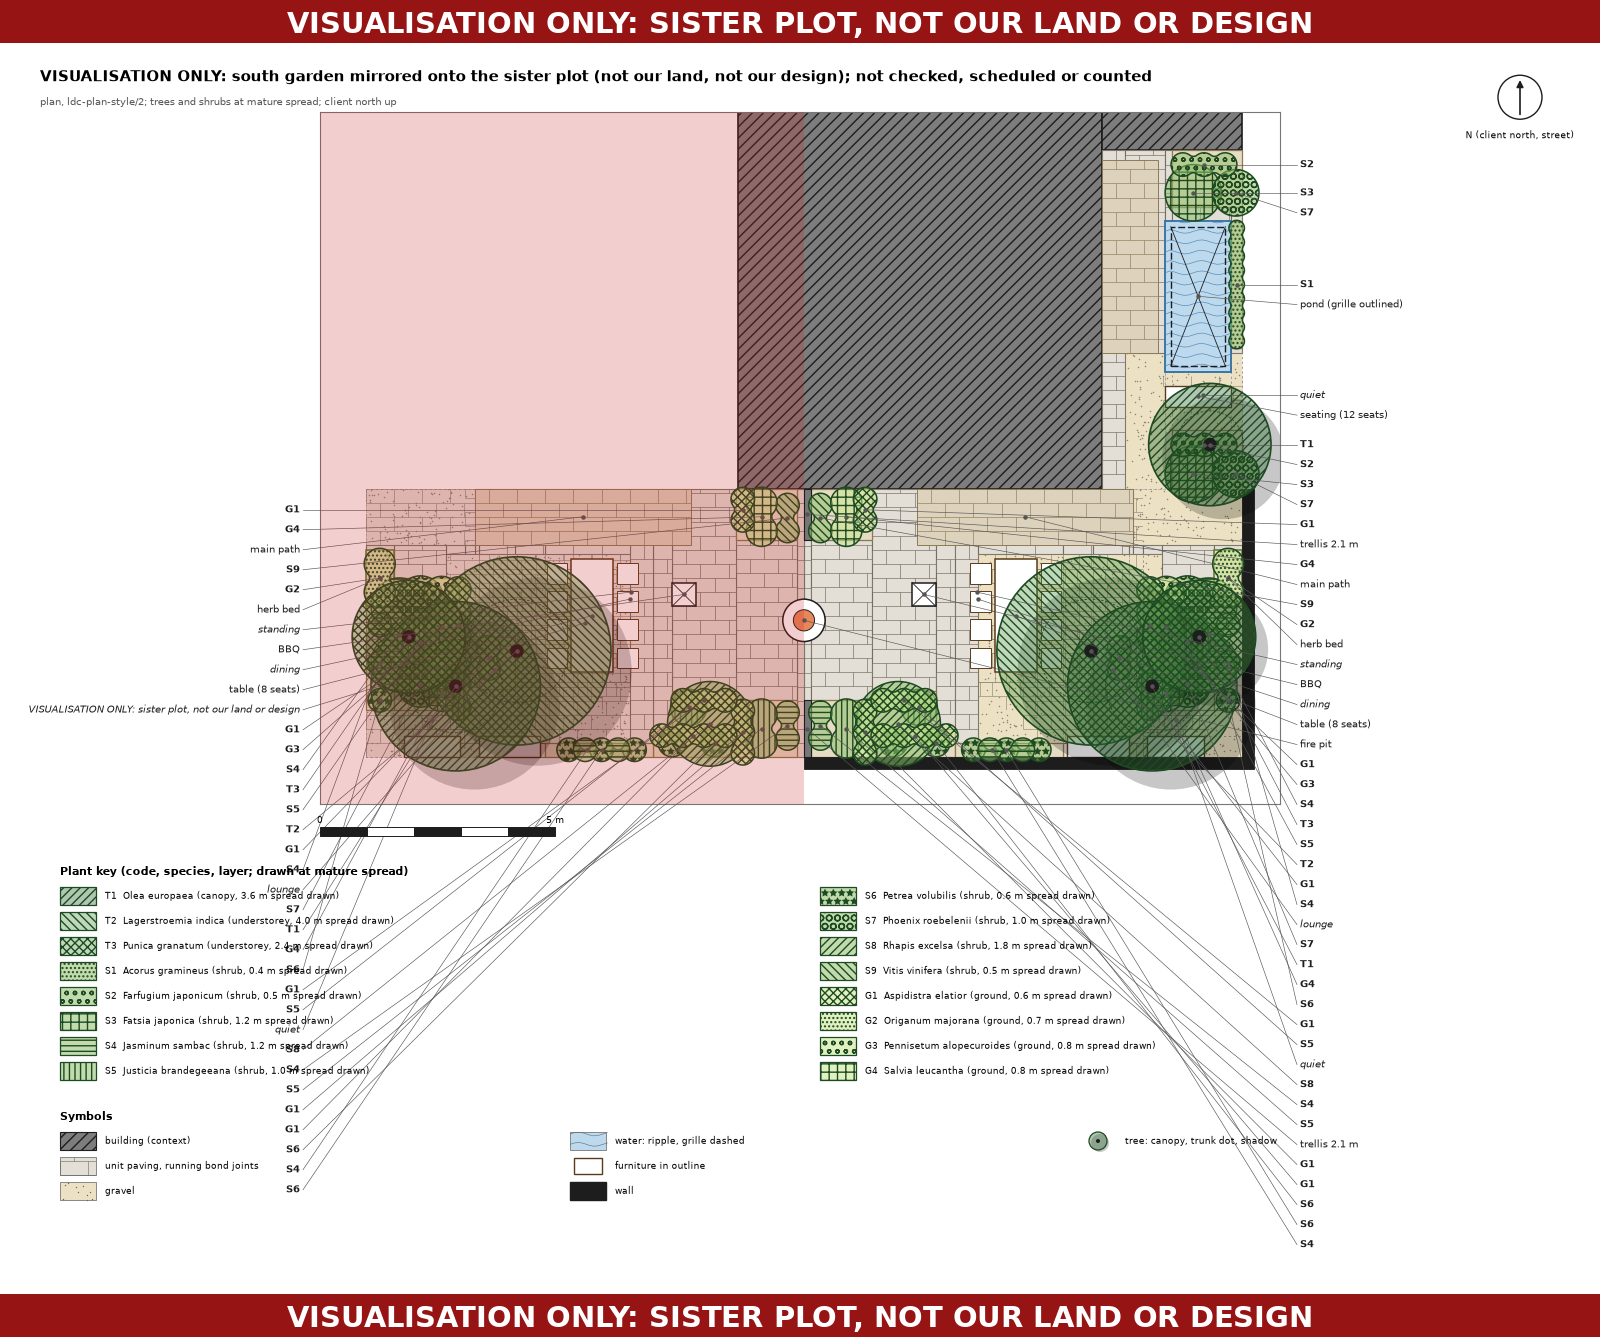 VISUALISATION ONLY: SISTER PLOT, NOT OUR LAND OR DESIGN
VISUALISATION ONLY: south garden mirrored onto the sister plot (not our land, not our design); not checked, scheduled or counted
plan, ldc-plan-style/2; trees and shrubs at mature spread; client north up
N (client north, street)
S2
S3
S7
S1
pond (grille outlined)
quiet
seating (12 seats)
T1
S2
S3
S7
G1
trellis 2.1 m
G4
main path
S9
G2
herb bed
standing
BBQ
dining
table (8 seats)
fire pit
G1
G3
S4
T3
S5
T2
G1
S4
lounge
S7
T1
G4
S6
G1
S5
quiet
S8
S4
S5
trellis 2.1 m
G1
G1
S6
S6
S4
G1
G4
main path
S9
G2
herb bed
standing
BBQ
dining
table (8 seats)
VISUALISATION ONLY: sister plot, not our land or design
G1
G3
S4
T3
S5
T2
G1
S4
lounge
S7
T1
G4
S6
G1
S5
quiet
S8
S4
S5
G1
G1
S6
S4
S6
0
5 m
Plant key (code, species, layer; drawn at mature spread)
T1 Olea europaea (canopy, 3.6 m spread drawn)
T2 Lagerstroemia indica (understorey, 4.0 m spread drawn)
T3 Punica granatum (understorey, 2.4 m spread drawn)
S1 Acorus gramineus (shrub, 0.4 m spread drawn)
S2 Farfugium japonicum (shrub, 0.5 m spread drawn)
S3 Fatsia japonica (shrub, 1.2 m spread drawn)
S4 Jasminum sambac (shrub, 1.2 m spread drawn)
S5 Justicia brandegeeana (shrub, 1.0 m spread drawn)
S6 Petrea volubilis (shrub, 0.6 m spread drawn)
S7 Phoenix roebelenii (shrub, 1.0 m spread drawn)
S8 Rhapis excelsa (shrub, 1.8 m spread drawn)
S9 Vitis vinifera (shrub, 0.5 m spread drawn)
G1 Aspidistra elatior (ground, 0.6 m spread drawn)
G2 Origanum majorana (ground, 0.7 m spread drawn)
G3 Pennisetum alopecuroides (ground, 0.8 m spread drawn)
G4 Salvia leucantha (ground, 0.8 m spread drawn)
Symbols
building (context)
unit paving, running bond joints
gravel
water: ripple, grille dashed
furniture in outline
wall
tree: canopy, trunk dot, shadow
VISUALISATION ONLY: SISTER PLOT, NOT OUR LAND OR DESIGN